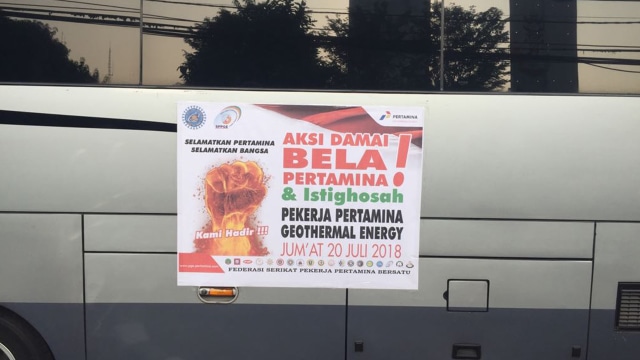 PERTAMINA
SELAMATKAN PERTAMINA
SELAMATKAN BANGSA
AKSI DAMAI
BELA
PERTAMINA !
& Istighosah
PEKERJA PERTAMINA
GEOTHERMAL ENERGY
JUM'AT 20 JULI 2018
Kami Hadir !!!
FEDERASI SERIKAT PEKERJA PERTAMINA BERSATU